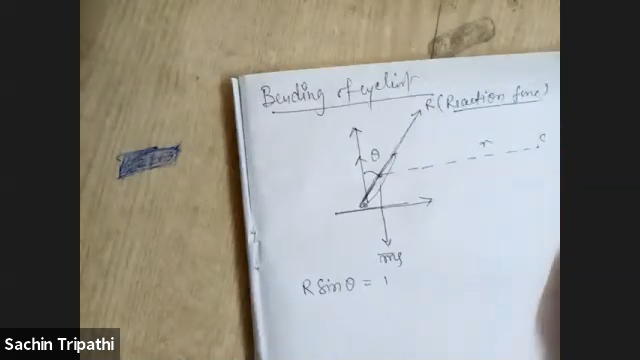 Bending of cyclist
R (Reaction force)
θ
r
C
mg
R Sin θ =
Sachin Tripathi